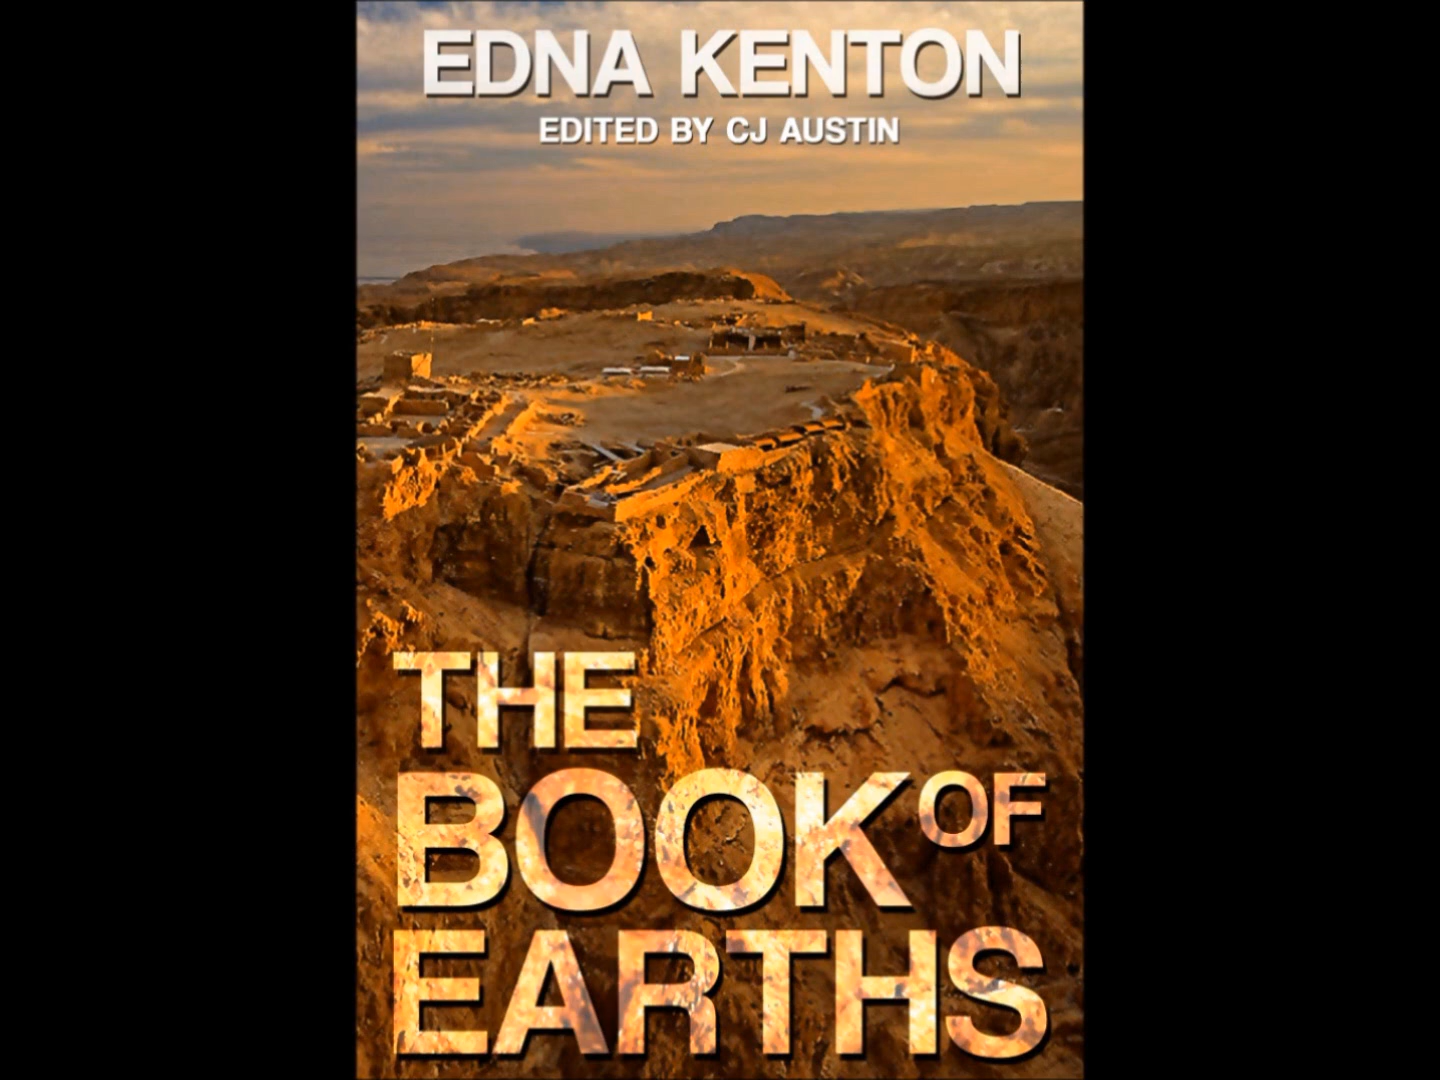 EDNA KENTON
EDITED BY CJ AUSTIN
THE
BOOK OF
EARTHS